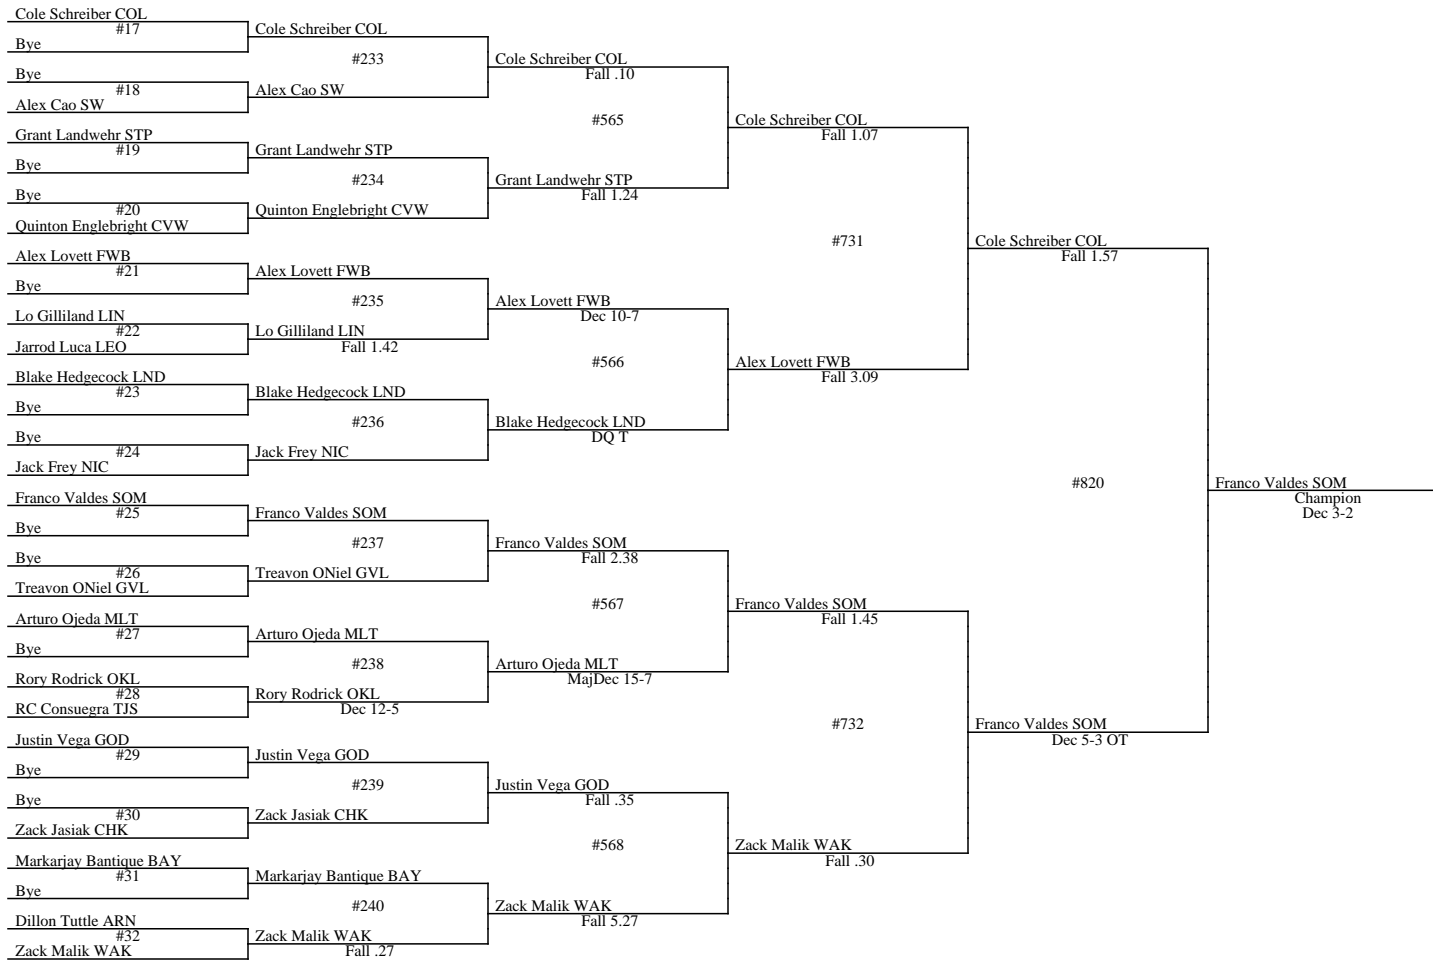 Cole Schreiber COL
#17
Bye
Bye
#18
Alex Cao SW
Grant Landwehr STP
#19
Bye
Bye
#20
Quinton Englebright CVW
Alex Lovett FWB
#21
Bye
Lo Gilliland LIN
#22
Jarrod Luca LEO
Blake Hedgecock LND
#23
Bye
Bye
#24
Jack Frey NIC
Franco Valdes SOM
#25
Bye
Bye
#26
Treavon ONiel GVL
Arturo Ojeda MLT
#27
Bye
Rory Rodrick OKL
#28
RC Consuegra TJS
Justin Vega GOD
#29
Bye
Bye
#30
Zack Jasiak CHK
Markarjay Bantique BAY
#31
Bye
Dillon Tuttle ARN
#32
Zack Malik WAK
Cole Schreiber COL
#233
Alex Cao SW
Grant Landwehr STP
#234
Quinton Englebright CVW
Alex Lovett FWB
#235
Lo Gilliland LIN
Fall 1.42
Blake Hedgecock LND
#236
Jack Frey NIC
Franco Valdes SOM
#237
Treavon ONiel GVL
Arturo Ojeda MLT
#238
Rory Rodrick OKL
Dec 12-5
Justin Vega GOD
#239
Zack Jasiak CHK
Markarjay Bantique BAY
#240
Zack Malik WAK
Fall .27
Cole Schreiber COL
Fall .10
#565
Grant Landwehr STP
Fall 1.24
Alex Lovett FWB
Dec 10-7
#566
Blake Hedgecock LND
DQ T
Franco Valdes SOM
Fall 2.38
#567
Arturo Ojeda MLT
MajDec 15-7
Justin Vega GOD
Fall .35
#568
Zack Malik WAK
Fall 5.27
Cole Schreiber COL
Fall 1.07
#731
Alex Lovett FWB
Fall 3.09
Franco Valdes SOM
Fall 1.45
#732
Zack Malik WAK
Fall .30
Cole Schreiber COL
Fall 1.57
#820
Franco Valdes SOM
Dec 5-3 OT
Franco Valdes SOM
Champion
Dec 3-2